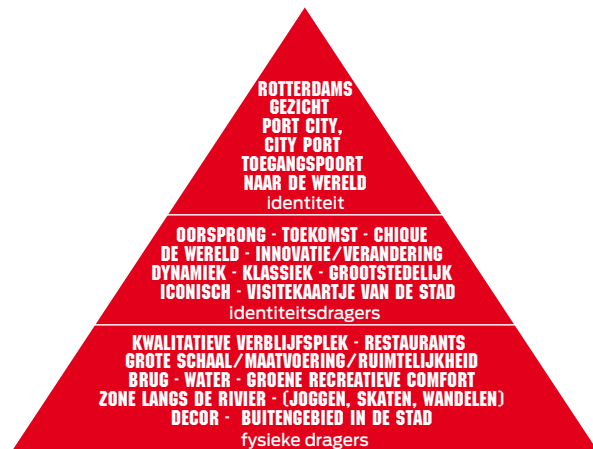 ROTTERDAMS
GEZICHT
PORT CITY,
CITY PORT
TOEGANGSPOORT
NAAR DE WERELD
identiteit
OORSPRONG - TOEKOMST - CHIQUE
DE WERELD - INNOVATIE/VERANDERING
DYNAMIEK - KLASSIEK - GROOTSTEDELIJK
ICONISCH - VISITEKAARTJE VAN DE STAD
identiteitsdragers
KWALITATIEVE VERBLIJFSPLEK - RESTAURANTS
GROTE SCHAAL/MAATVOERING/RUIMTELIJKHEID
BRUG - WATER - GROENE RECREATIEVE COMFORT
ZONE LANGS DE RIVIER - (JOGGEN, SKATEN, WANDELEN)
DECOR - BUITENGEBIED IN DE STAD
fysieke dragers